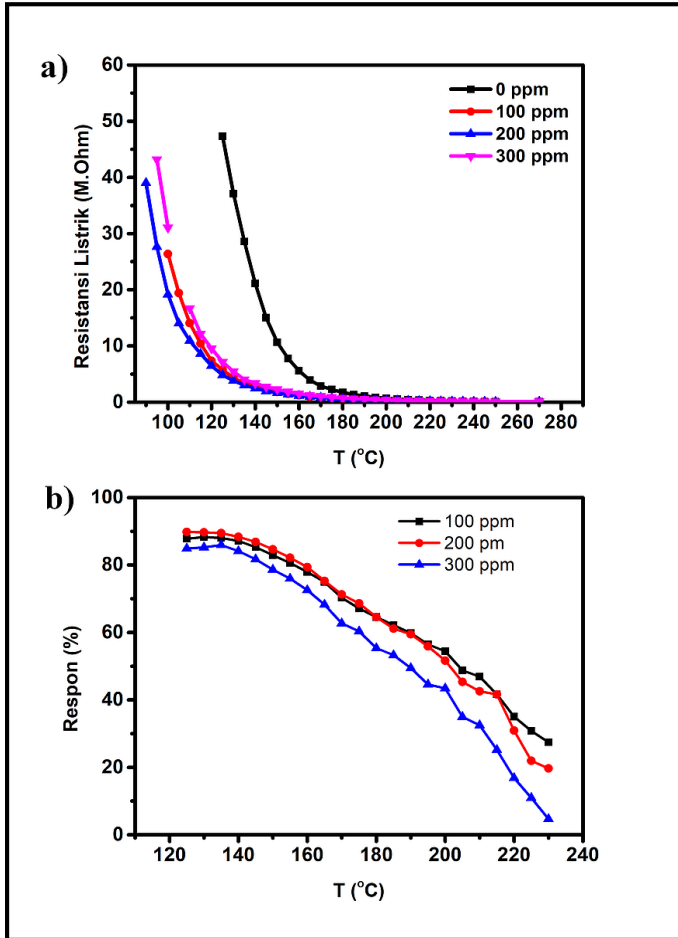 a)
60
50
40
30
20
10
0
Resistansi Listrik (M.Ohm)
0 ppm
100 ppm
200 ppm
300 ppm
100 120 140 160 180 200 220 240 260 280
T (°C)
b)
100
80
60
40
20
0
Respon (%)
100 ppm
200 pm
300 ppm
120 140 160 180 200 220 240
T (°C)